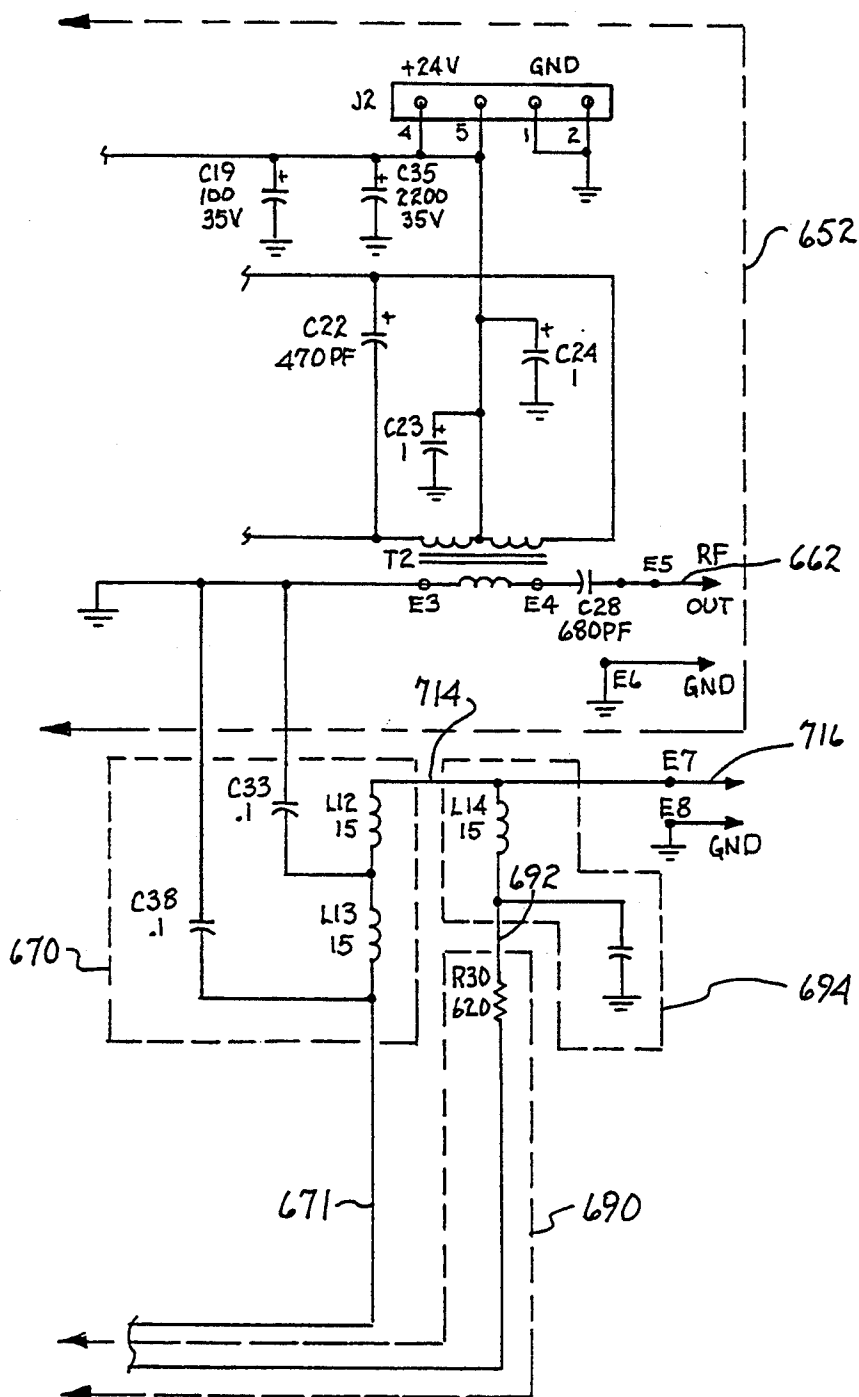 +24V GND
J2
4 5 1 2
C19
100
35V
C35
2200
35V
652
C22
470PF
C24
1
C23
1
T2
E3 E4 C28
680PF
E5 RF
OUT
662
E6 GND
714
716
C33
.1
L12
15
L14
15
E7
E8
GND
692
C38
.1
L13
15
670
R30
620
694
671
690